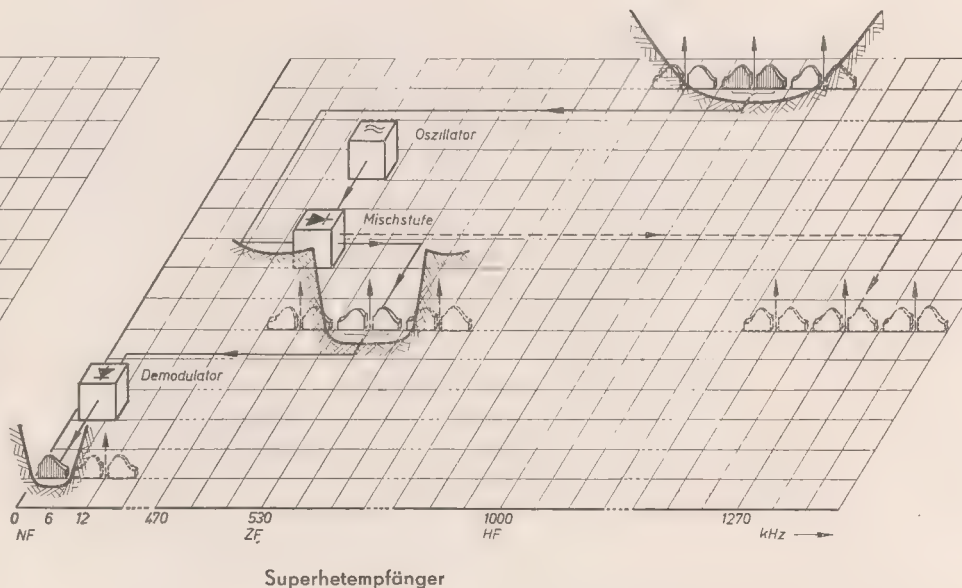 Oszillator
Mischstufe
Demodulator
0 6 12 470 530 1000 1270 kHz
NF ZF HF
Superhetempfänger